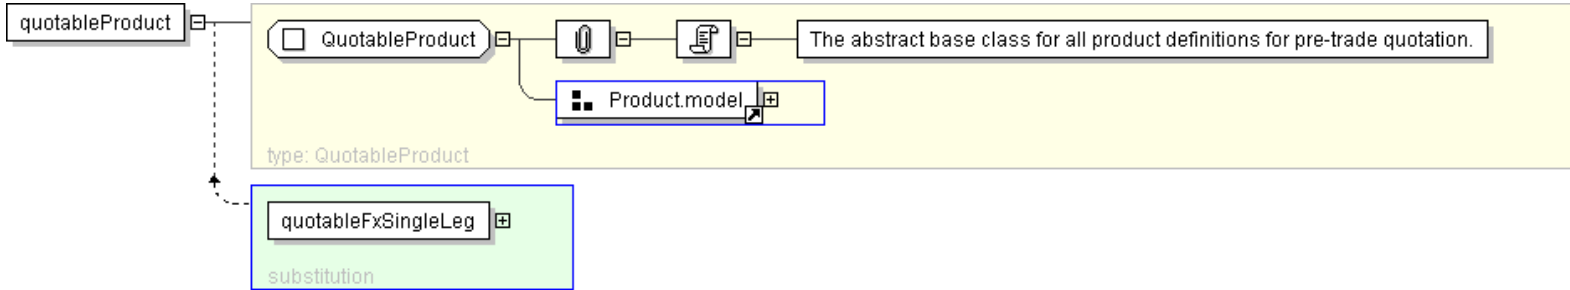 quotableProduct
QuotableProduct
The abstract base class for all product definitions for pre-trade quotation.
Product.model
type: QuotableProduct
quotableFxSingleLeg
substitution